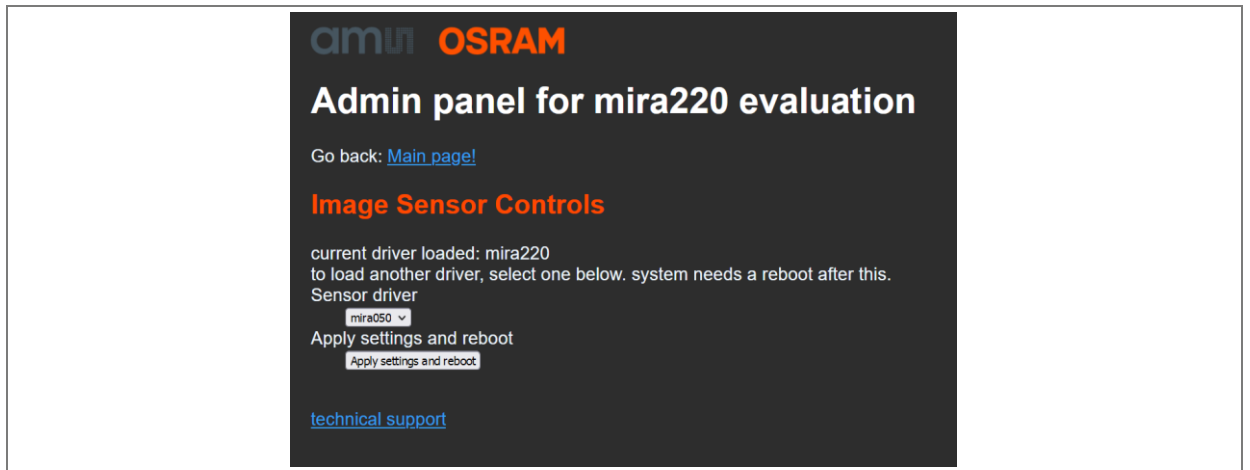 am OSRAM
Admin panel for mira220 evaluation
Go back: Main page!
Image Sensor Controls
current driver loaded: mira220
to load another driver, select one below. system needs a reboot after this.
Sensor driver
mira050
Apply settings and reboot
Apply settings and reboot
technical support